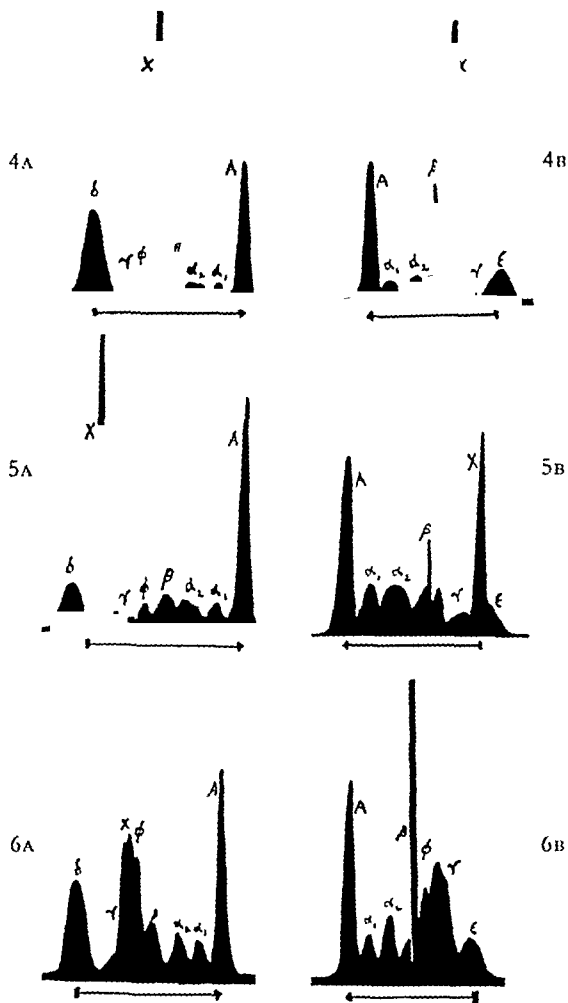 X
4A
δ
γ φ
α₂ α₁
A
A
α₁
α₂
β
γ
ε
4B
X
5A
δ
γ φ β α₂ α₁
A
A
α₁
α₂
β
γ
X
ε
5B
6A
δ
γ
X φ
β
α₂ α₁
A
A
α₁
α₂
β
φ
γ
ε
6B